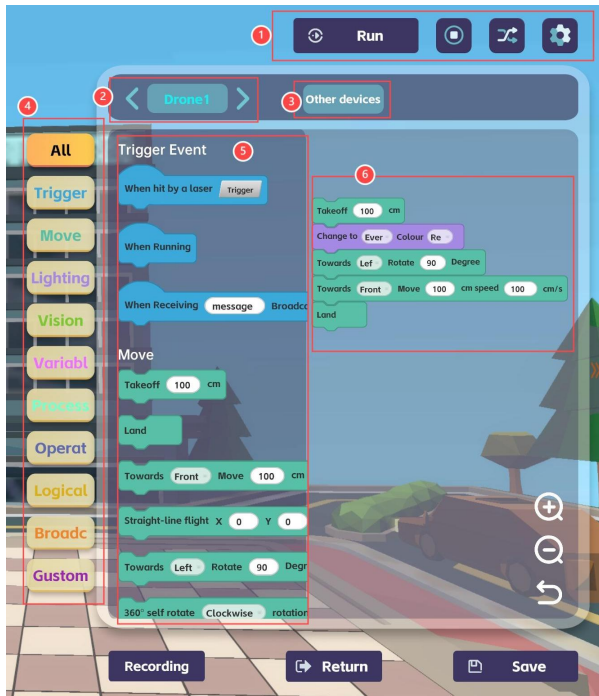 1
Run
2
Drone1
3
Other devices
4
All
Trigger
Move
Lighting
Vision
Variabl
Process
Operat
Logical
Broadc
Gustom
Trigger Event
5
When hit by a laser Trigger
When Running
When Receiving message Broadca
Move
Takeoff 100 cm
Land
Towards Front Move 100 cm
Straight-line flight X 0 Y 0
Towards Left Rotate 90 Degr
360° self rotate Clockwise rotation
6
Takeoff 100 cm
Change to Ever Colour Re
Towards Lef Rotate 90 Degree
Towards Front Move 100 cm speed 100 cm/s
Land
Recording
Return
Save